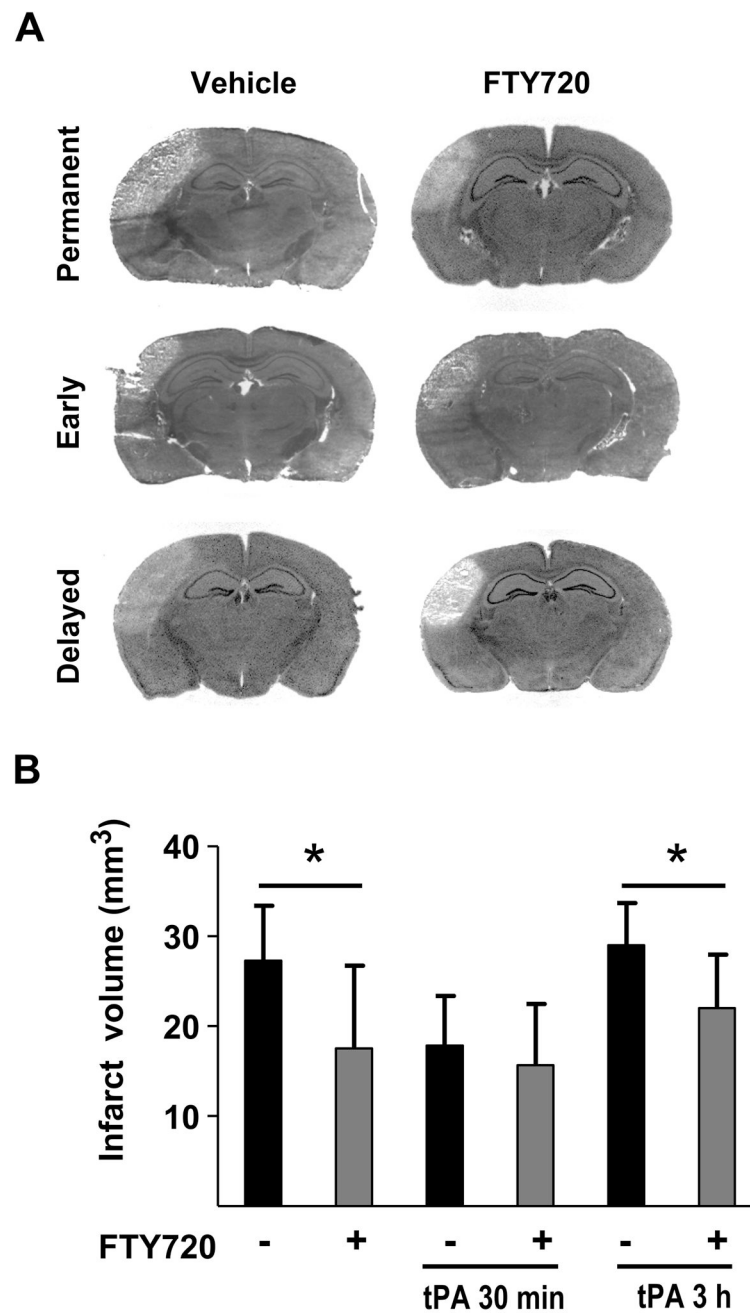 A
Vehicle FTY720
Permanent
Early
Delayed
B
Infarct volume (mm³)
40
30
20
10
* *
FTY720 - + - + - +
tPA 30 min tPA 3 h